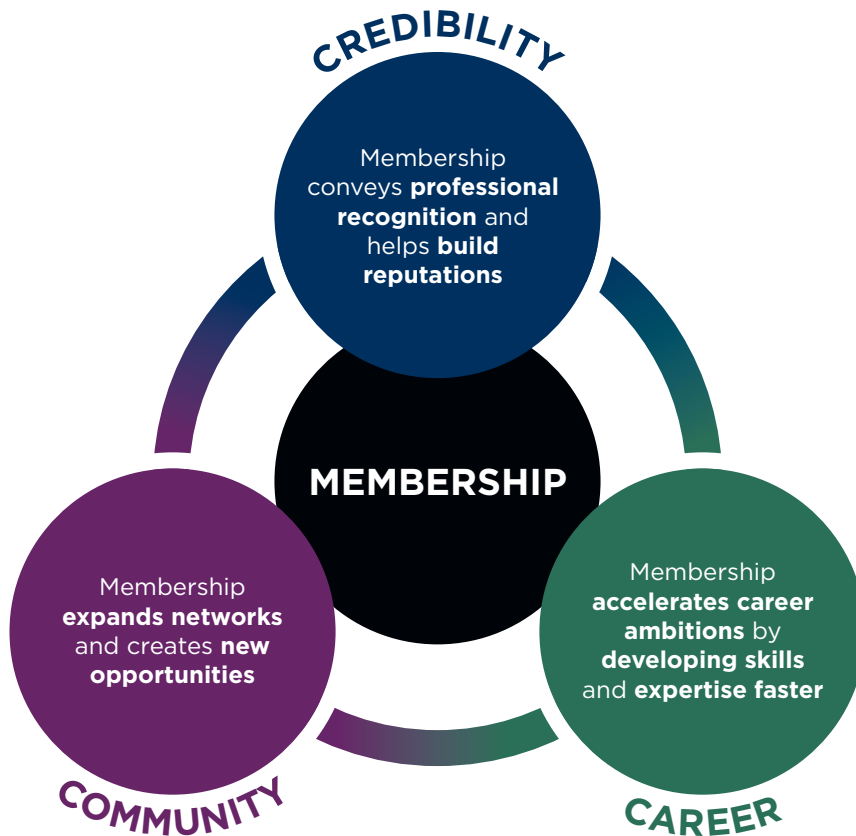 CREDIBILITY
Membership
conveys professional
recognition and
helps build
reputations
MEMBERSHIP
Membership
expands networks
and creates new
opportunities
COMMUNITY
Membership
accelerates career
ambitions by
developing skills
and expertise faster
CAREER